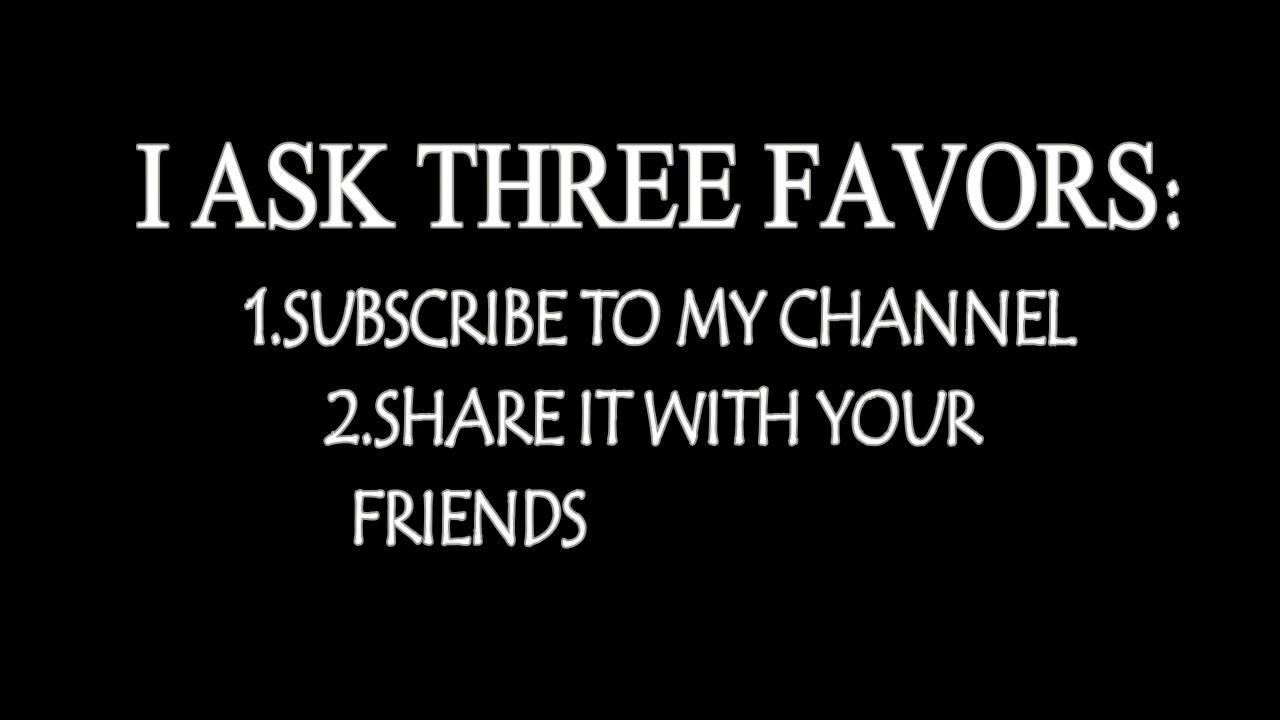 I ASK THREE FAVORS:
1.SUBSCRIBE TO MY CHANNEL
2.SHARE IT WITH YOUR
FRIENDS